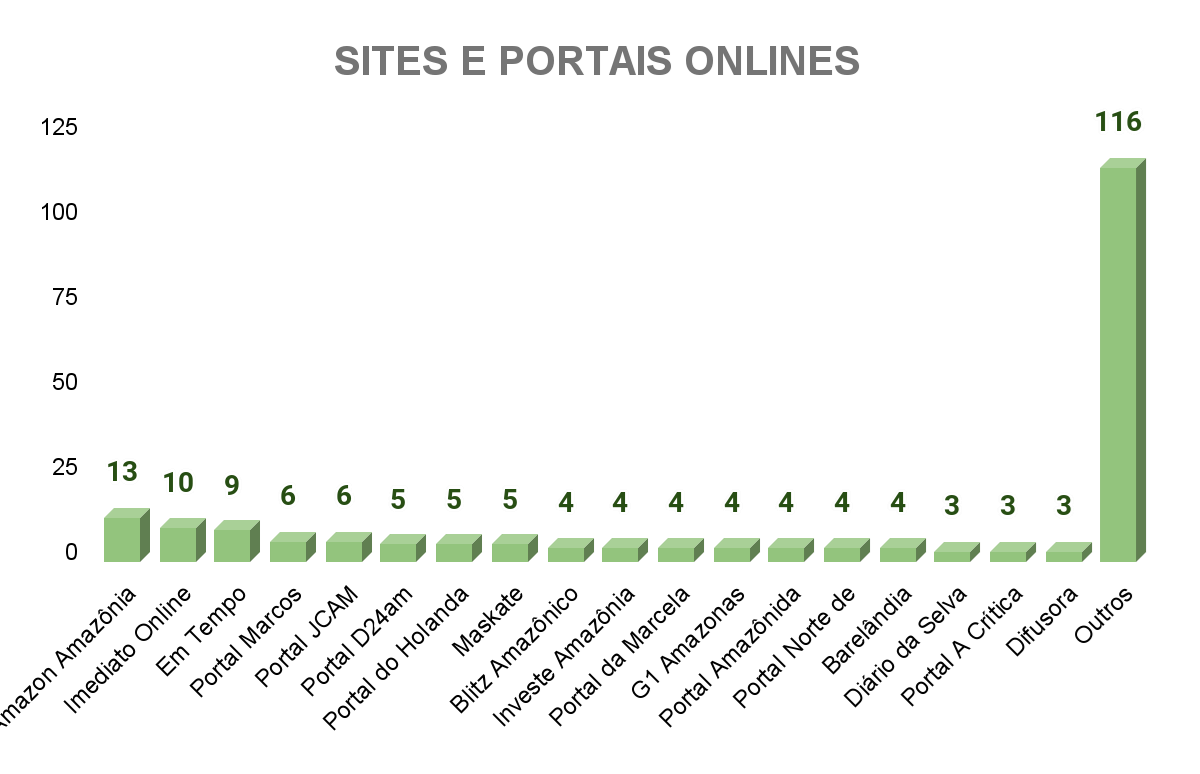 SITES E PORTAIS ONLINES
125
100
75
50
25
0
13
10
9
6
6
5
5
5
4
4
4
4
4
4
4
3
3
3
116
Amazônia
Imediato Online
Em Tempo
Portal Marcos
Portal JCAM
Portal D24am
Portal do Holanda
Maskate
Blitz Amazônico
Investe Amazônia
Portal da Marcela
G1 Amazonas
Portal Amazônida
Portal Norte de
Barelândia
Diário da Selva
Portal A Critica
Difusora
Outros